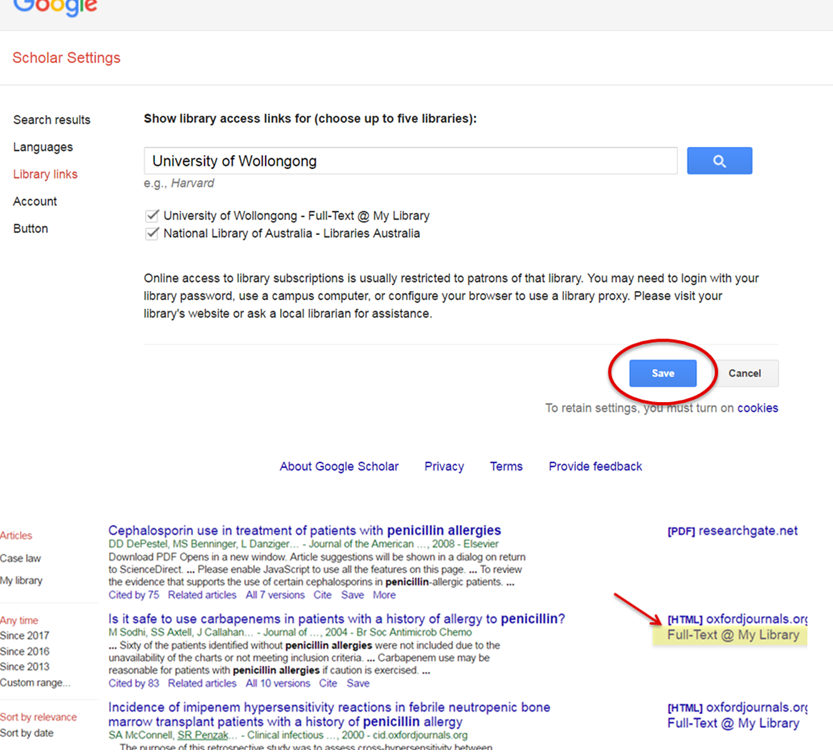 Google
Scholar Settings
Search results
Languages
Library links
Account
Button
Show library access links for (choose up to five libraries):
University of Wollongong
e.g., Harvard
University of Wollongong - Full-Text @ My Library
National Library of Australia - Libraries Australia
Online access to library subscriptions is usually restricted to patrons of that library. You may need to login with your
library password, use a campus computer, or configure your browser to use a library proxy. Please visit your
library's website or ask a local librarian for assistance.
Save
Cancel
To retain settings, you must turn on cookies
About Google Scholar Privacy Terms Provide feedback
Articles
Case law
My library
Any time
Since 2017
Since 2016
Since 2013
Custom range...
Sort by relevance
Sort by date
Cephalosporin use in treatment of patients with penicillin allergies
DD DePestel, MS Benninger, L Danziger… - Journal of the American …, 2008 - Elsevier
Download PDF Opens in a new window. Article suggestions will be shown in a dialog on return
to ScienceDirect. ... Please enable JavaScript to use all the features on this page. ... To review
the evidence that supports the use of certain cephalosporins in penicillin-allergic patients. ...
Cited by 75 Related articles All 7 versions Cite Save More
[PDF] researchgate.net
Is it safe to use carbapenems in patients with a history of allergy to penicillin?
M Sodhi, SS Axtell, J Callahan… - Journal of …, 2004 - Br Soc Antimicrob Chemo
... Sixty of the patients identified without penicillin allergies were not included due to the
unavailability of the charts or not meeting inclusion criteria. ... Carbapenem use may be
reasonable for patients with penicillin allergies if caution is exercised. ...
Cited by 83 Related articles All 10 versions Cite Save
[HTML] oxfordjournals.org
Full-Text @ My Library
Incidence of imipenem hypersensitivity reactions in febrile neutropenic bone
marrow transplant patients with a history of penicillin allergy
SA McConnell, SR Penzak… - Clinical infectious …, 2000 - cid.oxfordjournals.org
The purpose of this retrospective study was to assess cross-hypersensitivity between
[HTML] oxfordjournals.org
Full-Text @ My Library